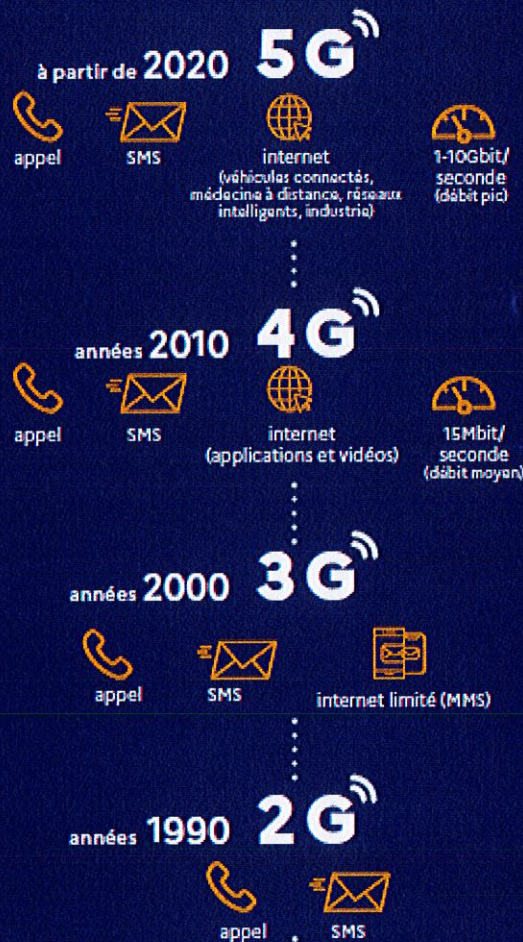 à partir de 2020 5G
appel
SMS
internet
(véhicules connectés,
médecine à distance, réseaux
intelligents, industrie)
1-10Gbit/
seconde
(débit pic)
années 2010 4G
appel
SMS
internet
(applications et vidéos)
15Mbit/
seconde
(débit moyen)
années 2000 3G
appel
SMS
internet limité (MMS)
années 1990 2G
appel
SMS